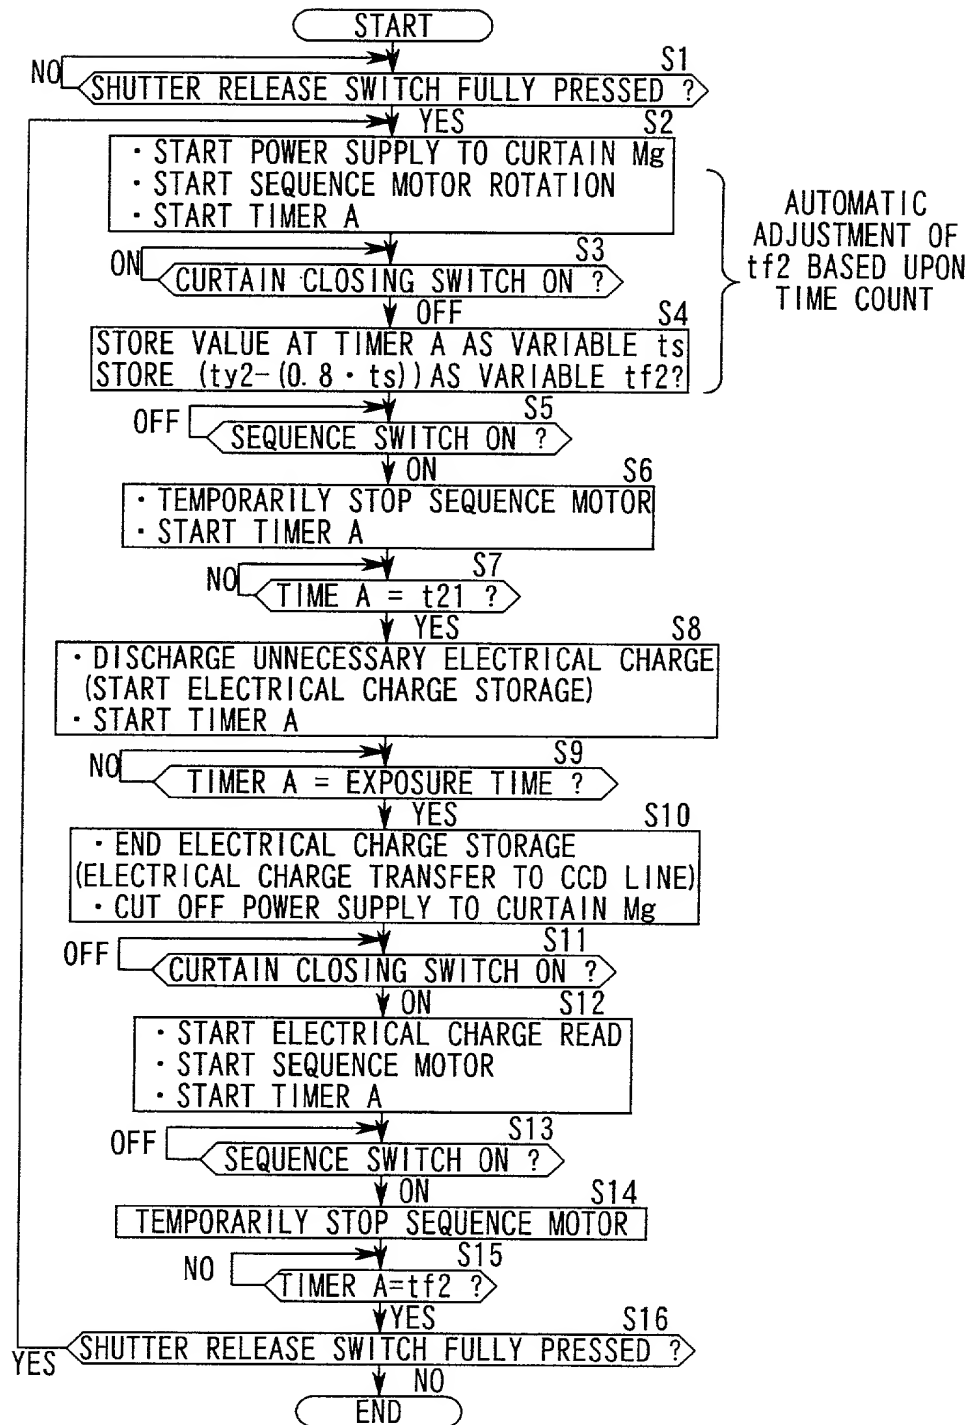 START
S1
NO
SHUTTER RELEASE SWITCH FULLY PRESSED ?
YES
S2
・START POWER SUPPLY TO CURTAIN Mg
・START SEQUENCE MOTOR ROTATION
・START TIMER A
AUTOMATIC
ADJUSTMENT OF
tf2 BASED UPON
TIME COUNT
S3
ON
CURTAIN CLOSING SWITCH ON ?
OFF
S4
STORE VALUE AT TIMER A AS VARIABLE ts
STORE (ty2-(0.8・ts)) AS VARIABLE tf2?
S5
OFF
SEQUENCE SWITCH ON ?
ON
S6
・TEMPORARILY STOP SEQUENCE MOTOR
・START TIMER A
S7
NO
TIME A = t21 ?
YES
S8
・DISCHARGE UNNECESSARY ELECTRICAL CHARGE
(START ELECTRICAL CHARGE STORAGE)
・START TIMER A
S9
NO
TIMER A = EXPOSURE TIME ?
YES
S10
・END ELECTRICAL CHARGE STORAGE
(ELECTRICAL CHARGE TRANSFER TO CCD LINE)
・CUT OFF POWER SUPPLY TO CURTAIN Mg
S11
OFF
CURTAIN CLOSING SWITCH ON ?
ON
S12
・START ELECTRICAL CHARGE READ
・START SEQUENCE MOTOR
・START TIMER A
S13
OFF
SEQUENCE SWITCH ON ?
ON
S14
TEMPORARILY STOP SEQUENCE MOTOR
S15
NO
TIMER A=tf2 ?
YES
S16
YES
SHUTTER RELEASE SWITCH FULLY PRESSED ?
NO
END